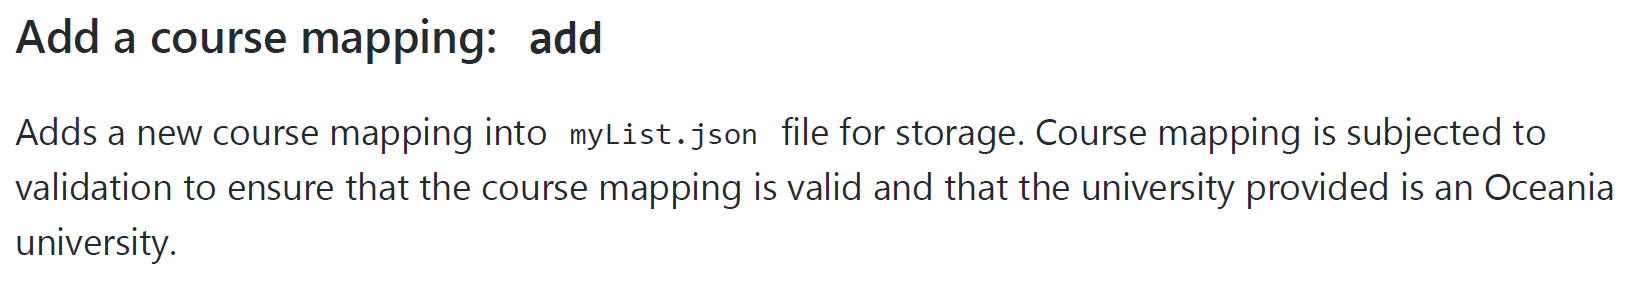 Add a course mapping: add
Adds a new course mapping into myList.json file for storage. Course mapping is subjected to
validation to ensure that the course mapping is valid and that the university provided is an Oceania
university.